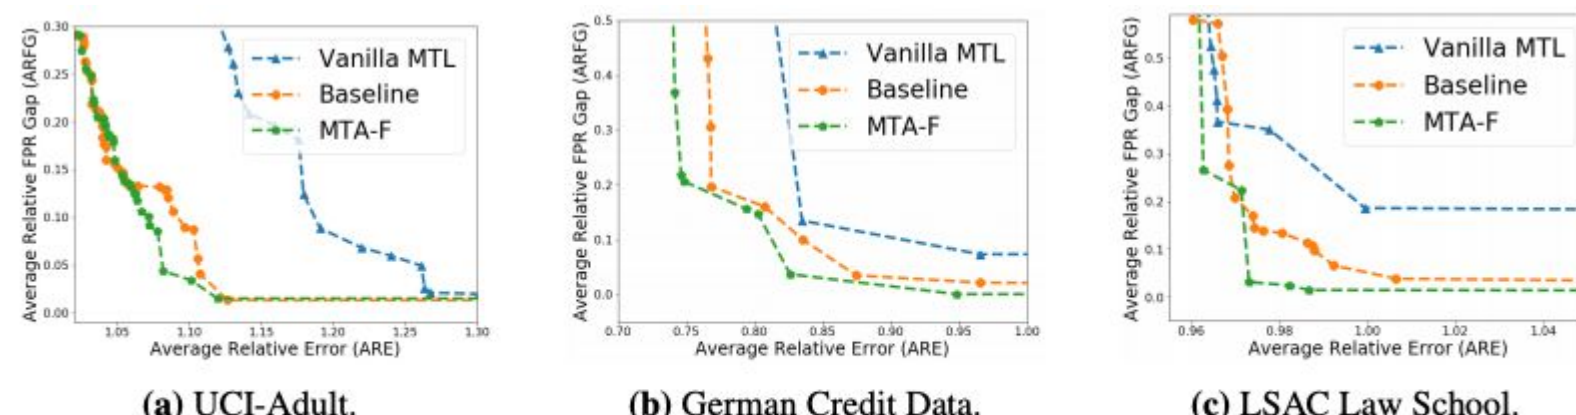 Average Relative FPR Gap (ARFG)
0.30
0.25
0.20
0.15
0.10
0.05
0.00
Vanilla MTL
Baseline
MTA-F
1.05
1.10
1.15
1.20
1.25
1.30
Average Relative Error (ARE)
(a) UCI-Adult.
Average Relative FPR Gap (ARFG)
0.5
0.4
0.3
0.2
0.1
0.0
Vanilla MTL
Baseline
MTA-F
0.70
0.75
0.80
0.85
0.90
0.95
1.00
Average Relative Error (ARE)
(b) German Credit Data.
Average Relative FPR Gap (ARFG)
0.5
0.4
0.3
0.2
0.1
0.0
Vanilla MTL
Baseline
MTA-F
0.96
0.98
1.00
1.02
1.04
Average Relative Error (ARE)
(c) LSAC Law School.